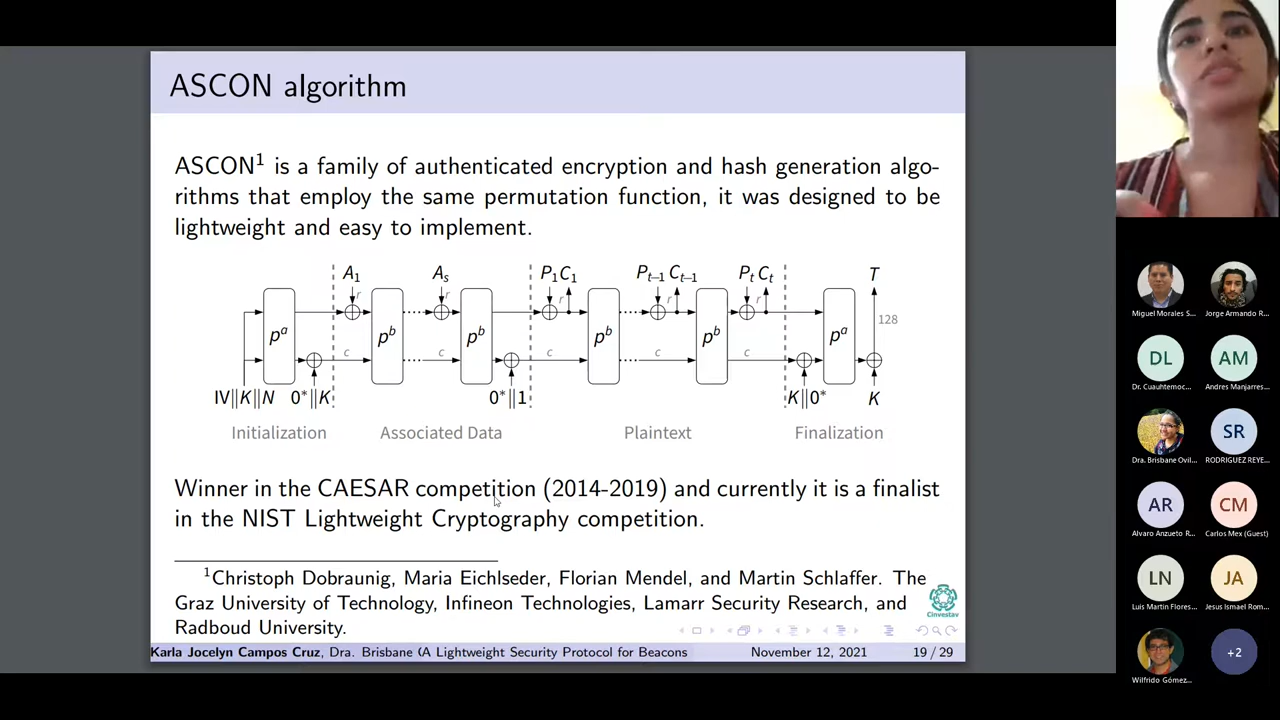 ASCON algorithm
ASCON¹ is a family of authenticated encryption and hash generation algo-
rithms that employ the same permutation function, it was designed to be
lightweight and easy to implement.
A₁ Aₛ P₁ C₁ Pₜ₋₁ Cₜ₋₁ Pₜ Cₜ T
r r r r r 128
pᵃ pᵇ pᵇ pᵇ pᵇ pᵃ
c c c c c
IV∥K∥N 0*∥K 0*∥1 K∥0* K
Initialization Associated Data Plaintext Finalization
Winner in the CAESAR competition (2014-2019) and currently it is a finalist
in the NIST Lightweight Cryptography competition.
¹Christoph Dobraunig, Maria Eichlseder, Florian Mendel, and Martin Schlaffer. The
Graz University of Technology, Infineon Technologies, Lamarr Security Research, and
Radboud University.
Cinvestav
Karla Jocelyn Campos Cruz, Dra. Brisbane (A Lightweight Security Protocol for Beacons November 12, 2021 19 / 29
Miguel Morales S... Jorge Armando R...
DL AM
Dr. Cuauhtemoc... Andres Manjarres...
SR
Dra. Brisbane Ovil... RODRIGUEZ REYE...
AR CM
Alvaro Anzueto R... Carlos Mex (Guest)
LN JA
Luis Martin Flores... Jesus Ismael Rom...
+2
Wilfrido Gómez...